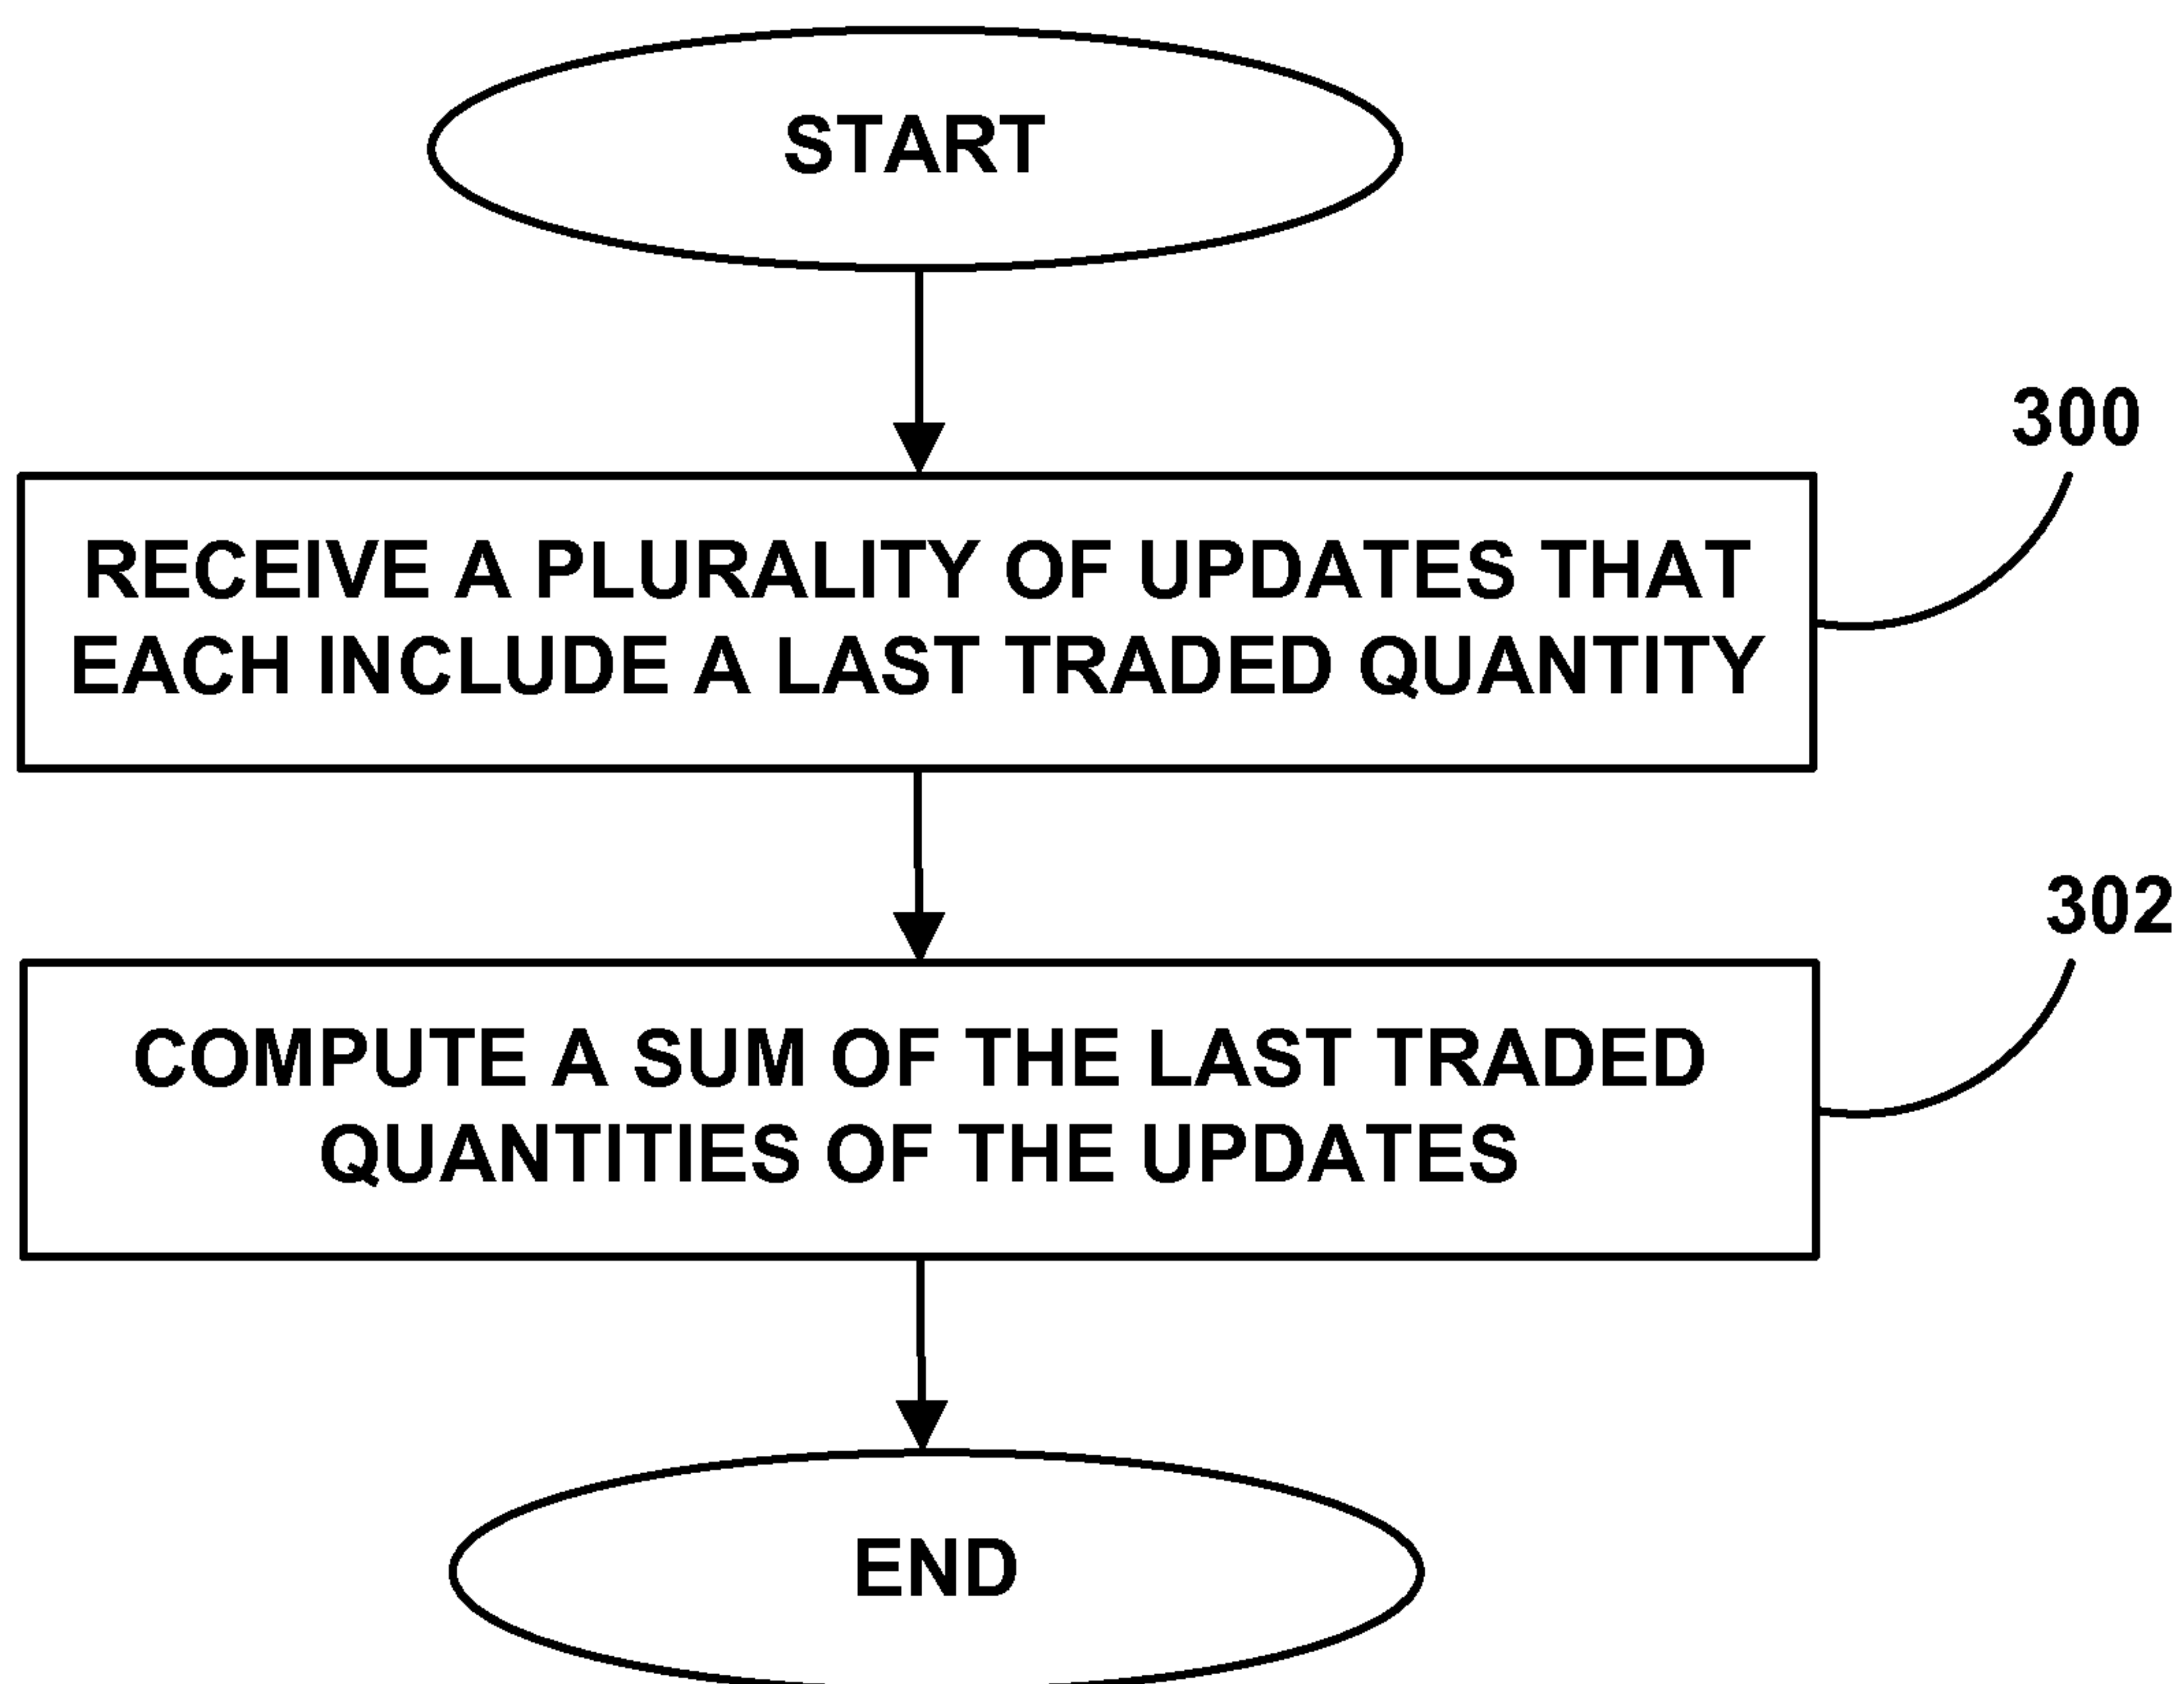 START
300
RECEIVE A PLURALITY OF UPDATES THAT
EACH INCLUDE A LAST TRADED QUANTITY
302
COMPUTE A SUM OF THE LAST TRADED
QUANTITIES OF THE UPDATES
END